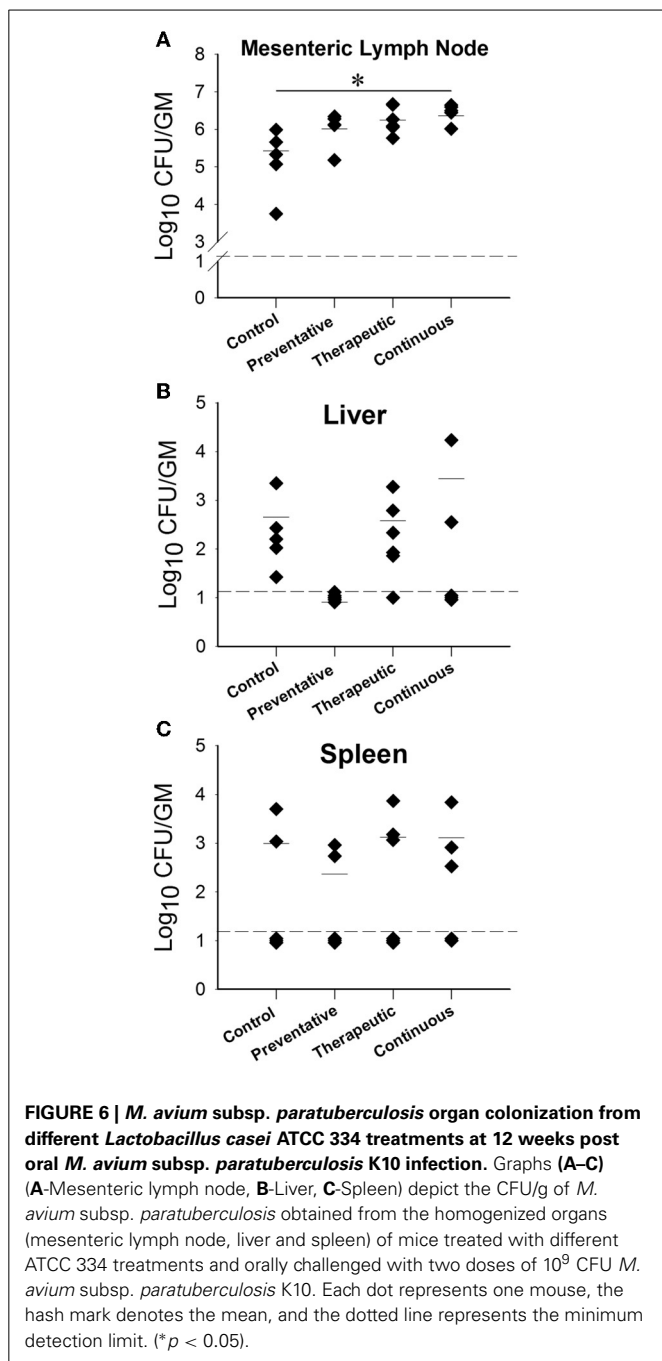 A
Mesenteric Lymph Node
*
Log10 CFU/GM
8
7
6
5
4
3
1
0
Control
Preventative
Therapeutic
Continuous
B
Liver
Log10 CFU/GM
5
4
3
2
1
0
Control
Preventative
Therapeutic
Continuous
C
Spleen
Log10 CFU/GM
5
4
3
2
1
0
Control
Preventative
Therapeutic
Continuous
FIGURE 6 | M. avium subsp. paratuberculosis organ colonization from
different Lactobacillus casei ATCC 334 treatments at 12 weeks post
oral M. avium subsp. paratuberculosis K10 infection. Graphs (A–C)
(A-Mesenteric lymph node, B-Liver, C-Spleen) depict the CFU/g of M.
avium subsp. paratuberculosis obtained from the homogenized organs
(mesenteric lymph node, liver and spleen) of mice treated with different
ATCC 334 treatments and orally challenged with two doses of 10⁹ CFU M.
avium subsp. paratuberculosis K10. Each dot represents one mouse, the
hash mark denotes the mean, and the dotted line represents the minimum
detection limit. (*p < 0.05).